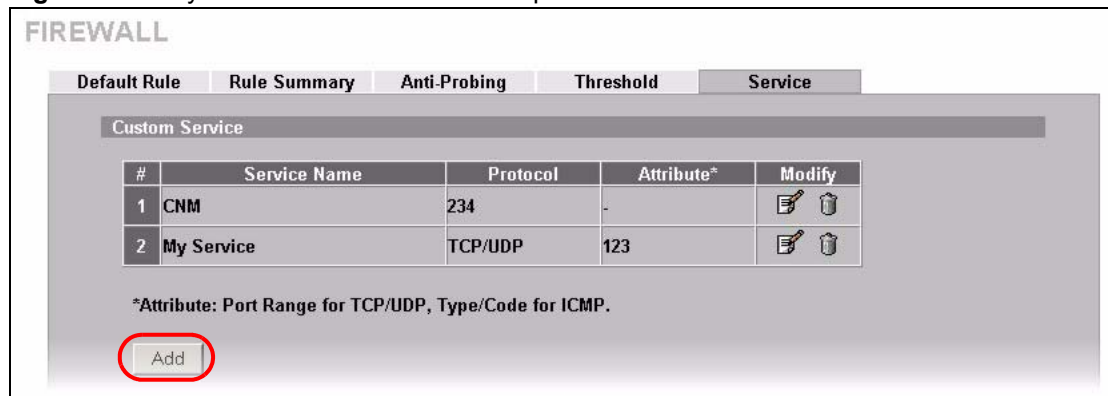 FIREWALL
Default Rule Rule Summary Anti-Probing Threshold Service
Custom Service
# Service Name Protocol Attribute* Modify
1 CNM 234 -
2 My Service TCP/UDP 123
*Attribute: Port Range for TCP/UDP, Type/Code for ICMP.
Add